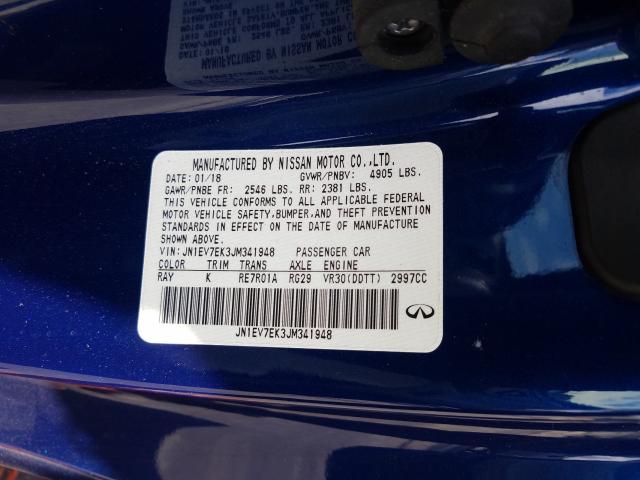 MANUFACTURED BY NISSAN MOTOR CO.,LTD.
DATE: 01/18 GVWR/PNBV: 4905 LBS.
GAWR/PNBE FR: 2546 LBS. RR: 2381 LBS.
THIS VEHICLE CONFORMS TO ALL APPLICABLE FEDERAL
MOTOR VEHICLE SAFETY,BUMPER,AND THEFT PREVENTION
STANDARDS IN EFFECT ON THE DATE OF MANUFACTURE
SHOWN ABOVE.
VIN: JN1EV7EK3JM341948 PASSENGER CAR
COLOR TRIM TRANS AXLE ENGINE
RAY K RE7R01A RG29 VR30(DDTT) 2997CC
JN1EV7EK3JM341948